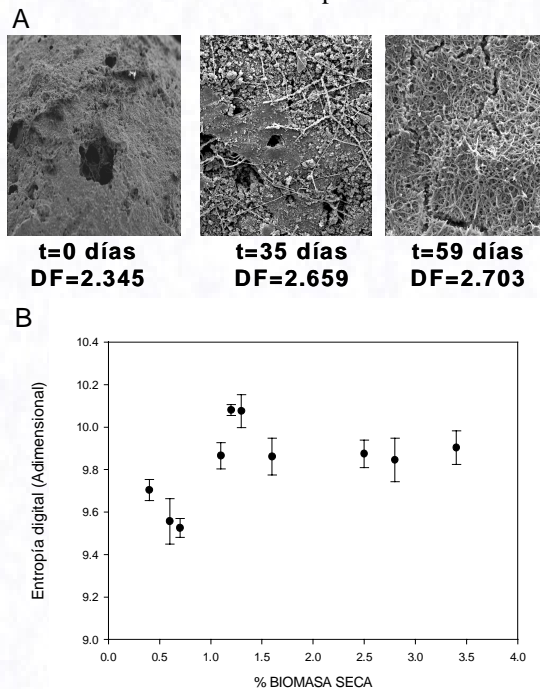 A
t=0 días
DF=2.345
t=35 días
DF=2.659
t=59 días
DF=2.703
B
Entropía digital (Adimensional)
10.4
10.2
10.0
9.8
9.6
9.4
9.2
9.0
0.0 0.5 1.0 1.5 2.0 2.5 3.0 3.5 4.0
% BIOMASA SECA